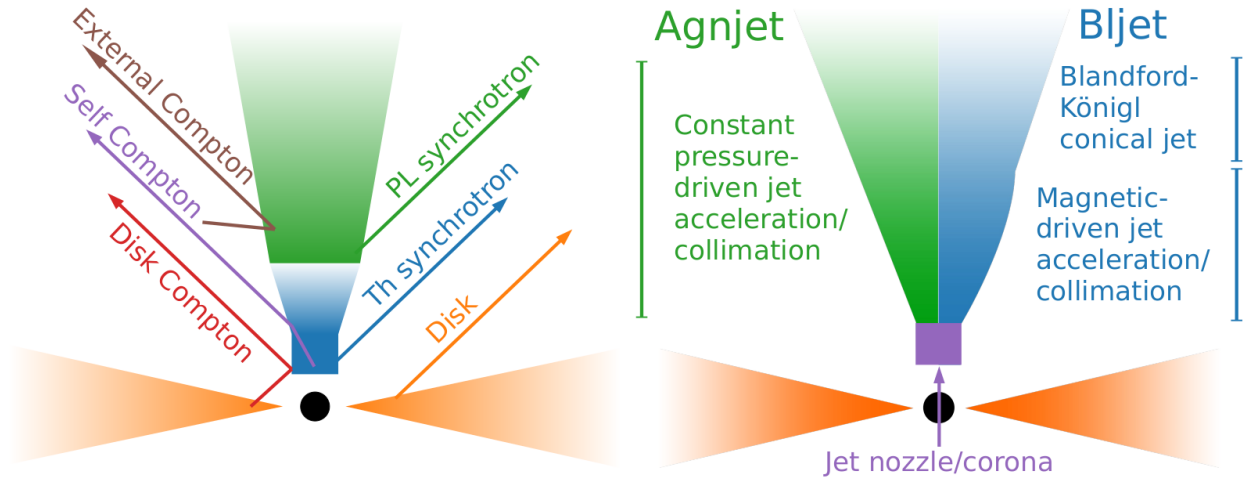 External Compton
Self Compton
Disk Compton
PL synchrotron
Th synchrotron
Disk
Agnjet
Constant
pressure-
driven jet
acceleration/
collimation
Bljet
Blandford-
Königl
conical jet
Magnetic-
driven jet
acceleration/
collimation
Jet nozzle/corona